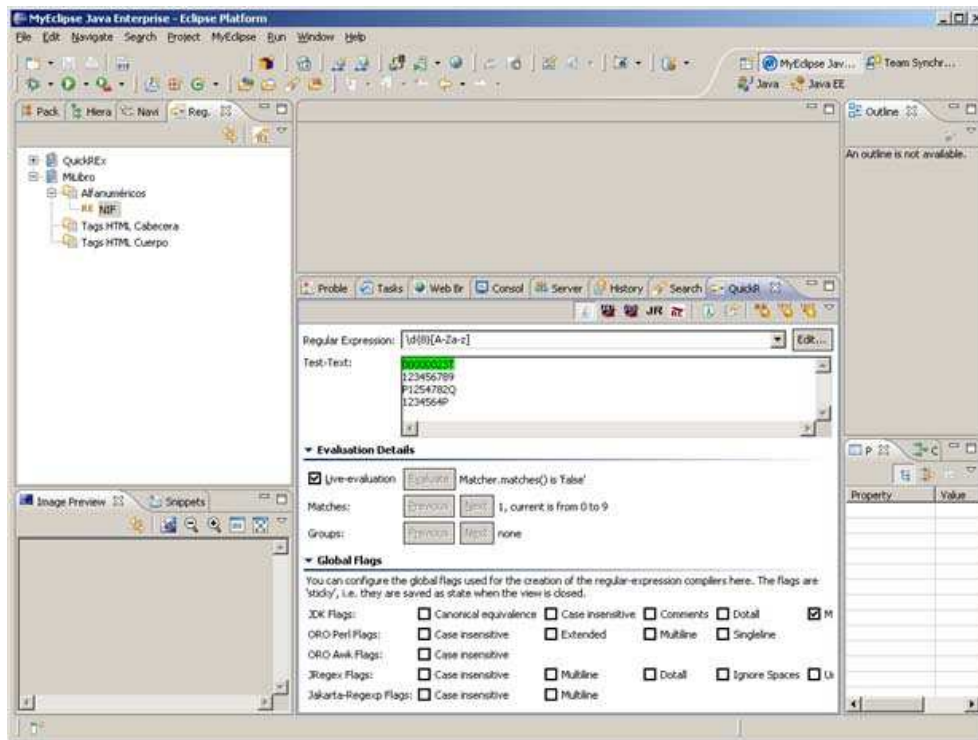 MyEclipse Java Enterprise - Eclipse Platform
File Edit Navigate Search Project MyEclipse Run Window Help
MyEclipse Jav... Team Synchr...
Java Java EE
Pack Hiera Navi Reg.
QuickREx
MiLibro
Alfanuméricos
RE NIF
Tags HTML Cabecera
Tags HTML Cuerpo
Outline
An outline is not available.
Proble Tasks Web Br Consol Server History Search QuickR
JR RE
Regular Expression: \d{8}[A-Za-z] Edit...
Test-Text: 00000023T
123456789
P1254782Q
1234564P
Evaluation Details
Live-evaluation Evaluate Matcher.matches() is 'False'
Matches: Previous Next 1, current is from 0 to 9
Groups: Previous Next none
Global Flags
You can configure the global flags used for the creation of the regular-expression compilers here. The flags are
'sticky', i.e. they are saved as state when the view is closed.
JDK Flags: Canonical equivalence Case insensitive Comments Dotall M
ORO Perl Flags: Case insensitive Extended Multiline Singleline
ORO Awk Flags: Case insensitive
JRegex Flags: Case insensitive Multiline Dotall Ignore Spaces
Jakarta-Regexp Flags: Case insensitive Multiline
Image Preview Snippets
P C
Property Value